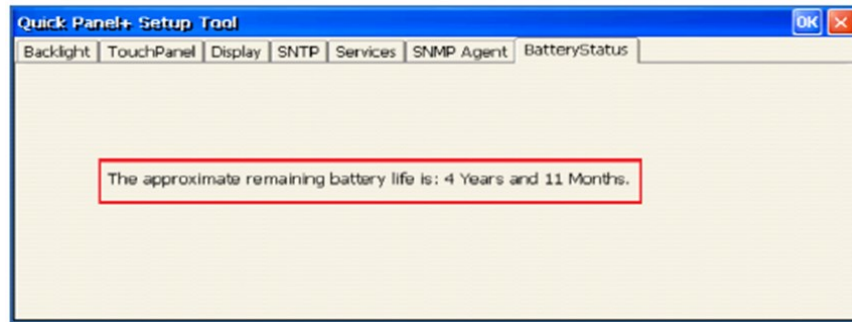 Quick Panel+ Setup Tool
OK
Backlight TouchPanel Display SNTP Services SNMP Agent BatteryStatus
The approximate remaining battery life is: 4 Years and 11 Months.